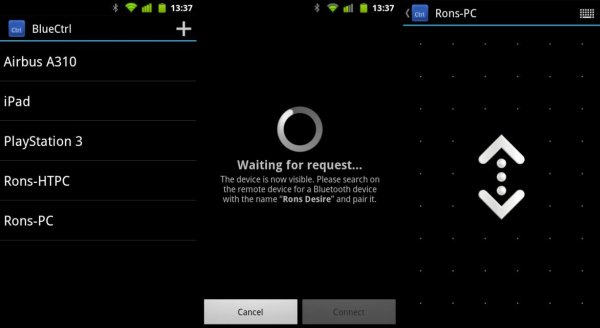 13:37
Ctrl BlueCtrl
Airbus A310
iPad
PlayStation 3
Rons-HTPC
Rons-PC
13:37
Waiting for request...
The device is now visible. Please search on
the remote device for a Bluetooth device
with the name "Rons Desire" and pair it.
Cancel
Connect
Ctrl Rons-PC